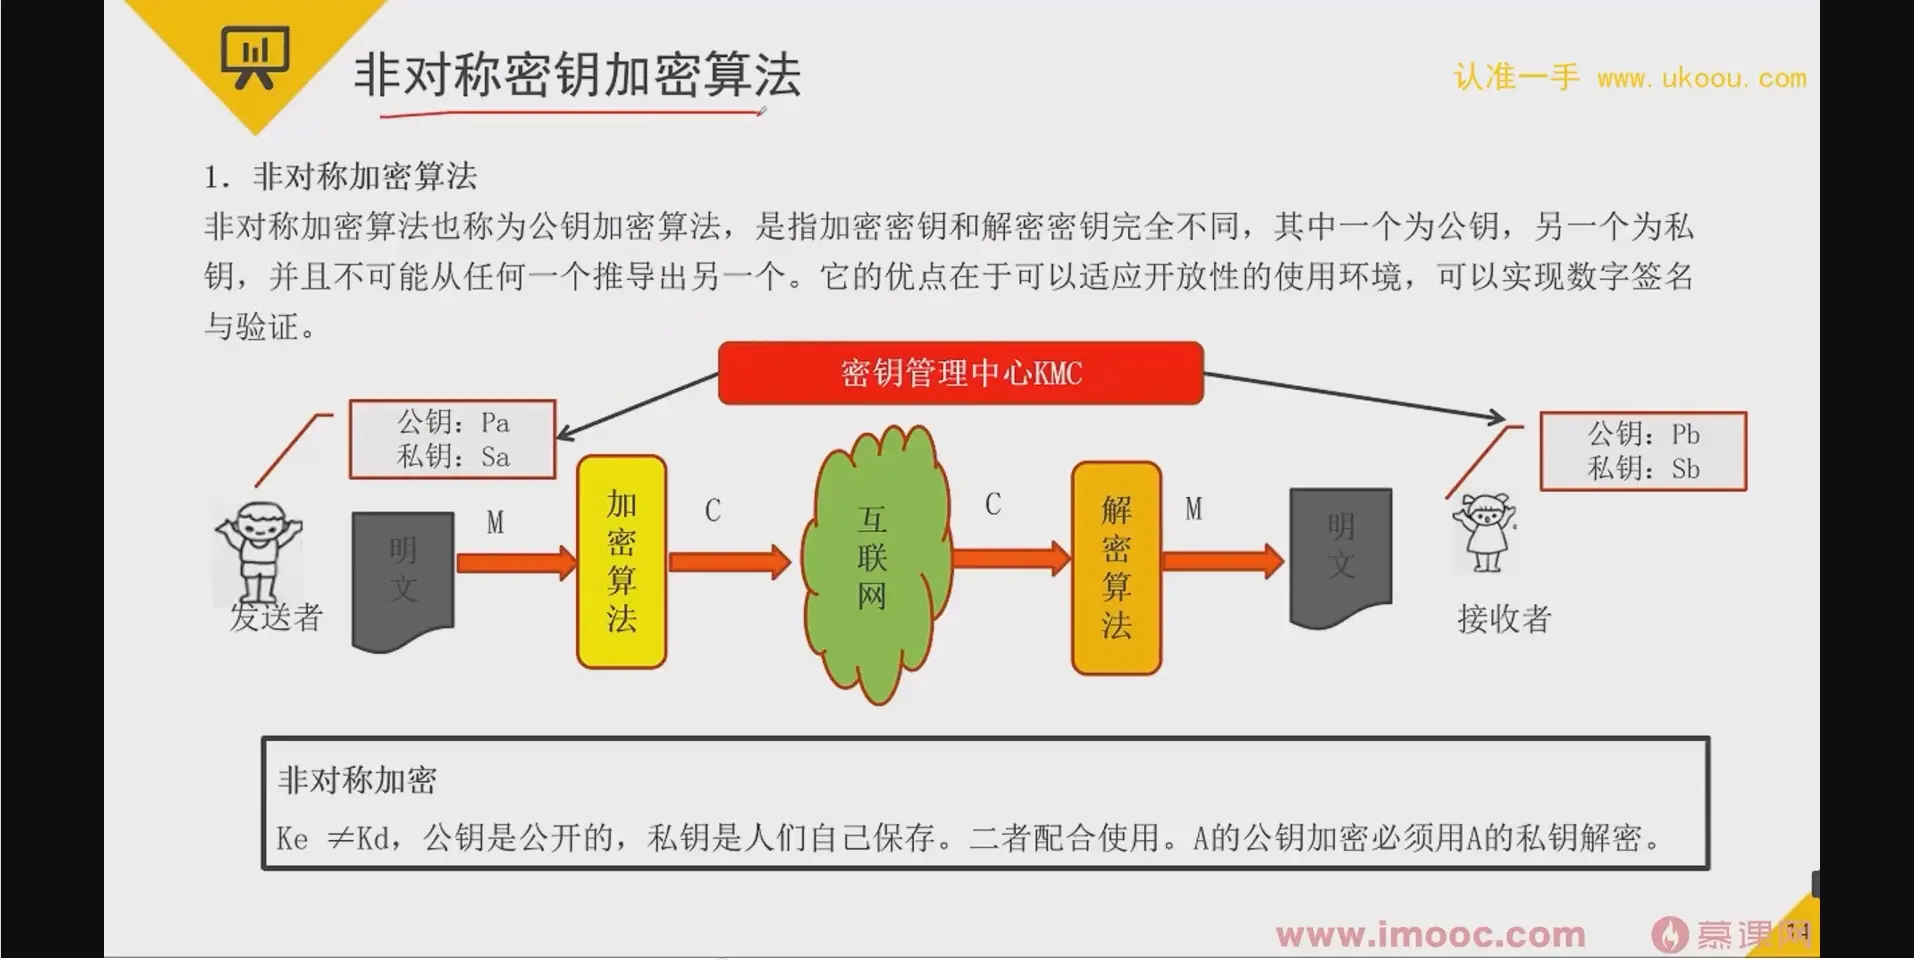 非对称密钥加密算法
认准一手 www.ukoou.com
1. 非对称加密算法
非对称加密算法也称为公钥加密算法，是指加密密钥和解密密钥完全不同，其中一个为公钥，另一个为私
钥，并且不可能从任何一个推导出另一个。它的优点在于可以适应开放性的使用环境，可以实现数字签名
与验证。
密钥管理中心KMC
公钥：Pa
私钥：Sa
公钥：Pb
私钥：Sb
发送者
明文
M
加密算法
C
互联网
C
解密算法
M
明文
接收者
非对称加密
Ke ≠Kd，公钥是公开的，私钥是人们自己保存。二者配合使用。A的公钥加密必须用A的私钥解密。
www.imooc.com
慕课网
14